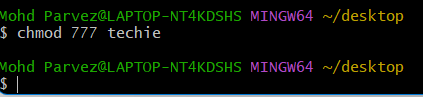 Mohd Parvez@LAPTOP-NT4KDSHS MINGW64 ~/desktop
$ chmod 777 techie
Mohd Parvez@LAPTOP-NT4KDSHS MINGW64 ~/desktop
$